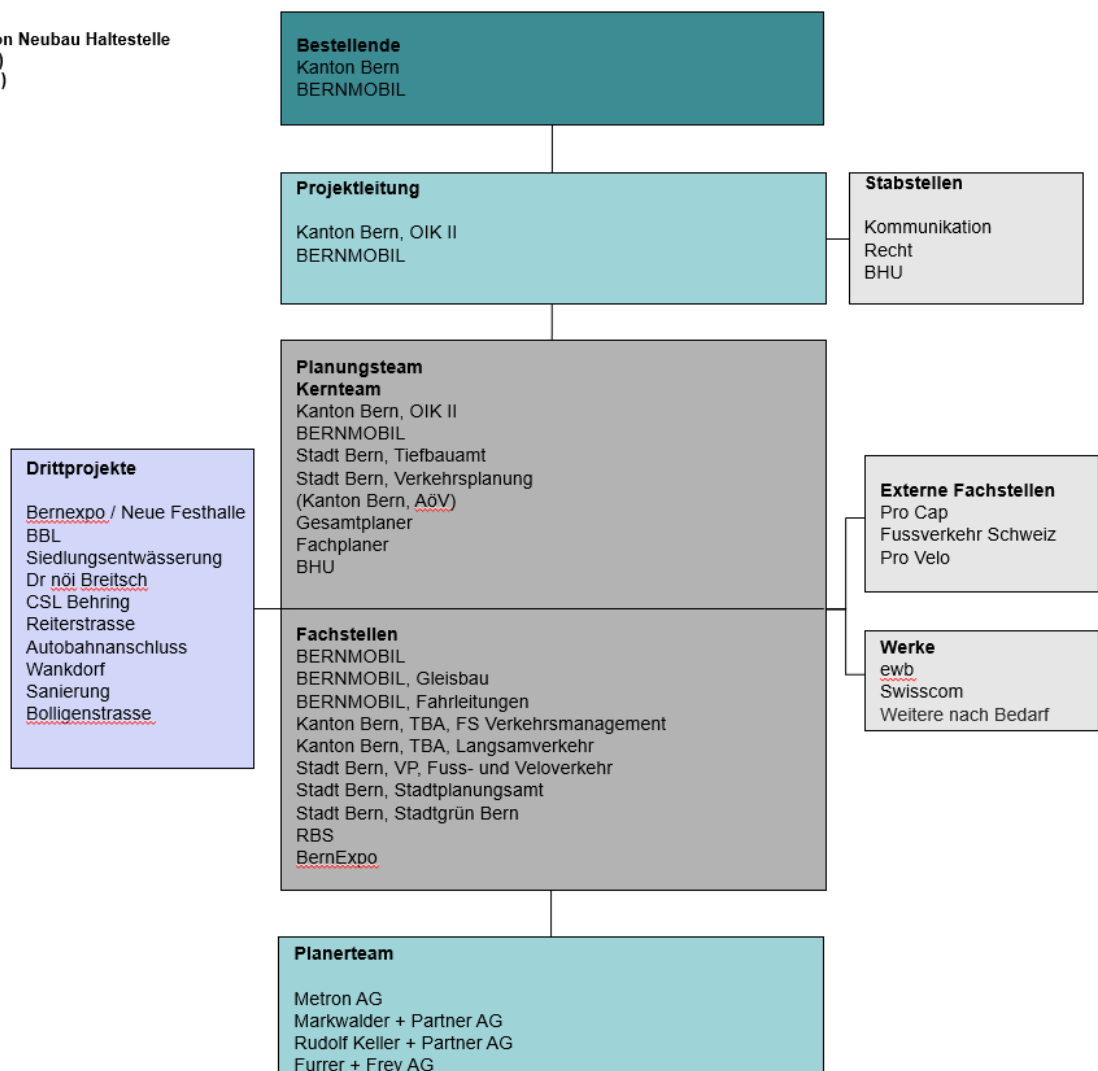 on Neubau Haltestelle
)
)
Bestellende
Kanton Bern
BERNMOBIL
Projektleitung
Kanton Bern, OIK II
BERNMOBIL
Stabstellen
Kommunikation
Recht
BHU
Planungsteam
Kernteam
Kanton Bern, OIK II
BERNMOBIL
Stadt Bern, Tiefbauamt
Stadt Bern, Verkehrsplanung
(Kanton Bern, AöV)
Gesamtplaner
Fachplaner
BHU
Drittprojekte
Bernexpo / Neue Festhalle
BBL
Siedlungsentwässerung
Dr nöi Breitsch
CSL Behring
Reiterstrasse
Autobahnanschluss
Wankdorf
Sanierung
Bolligenstrasse
Externe Fachstellen
Pro Cap
Fussverkehr Schweiz
Pro Velo
Fachstellen
BERNMOBIL
BERNMOBIL, Gleisbau
BERNMOBIL, Fahrleitungen
Kanton Bern, TBA, FS Verkehrsmanagement
Kanton Bern, TBA, Langsamverkehr
Stadt Bern, VP, Fuss- und Veloverkehr
Stadt Bern, Stadtplanungsamt
Stadt Bern, Stadtgrün Bern
RBS
BernExpo
Werke
ewb
Swisscom
Weitere nach Bedarf
Planerteam
Metron AG
Markwalder + Partner AG
Rudolf Keller + Partner AG
Furrer + Frey AG